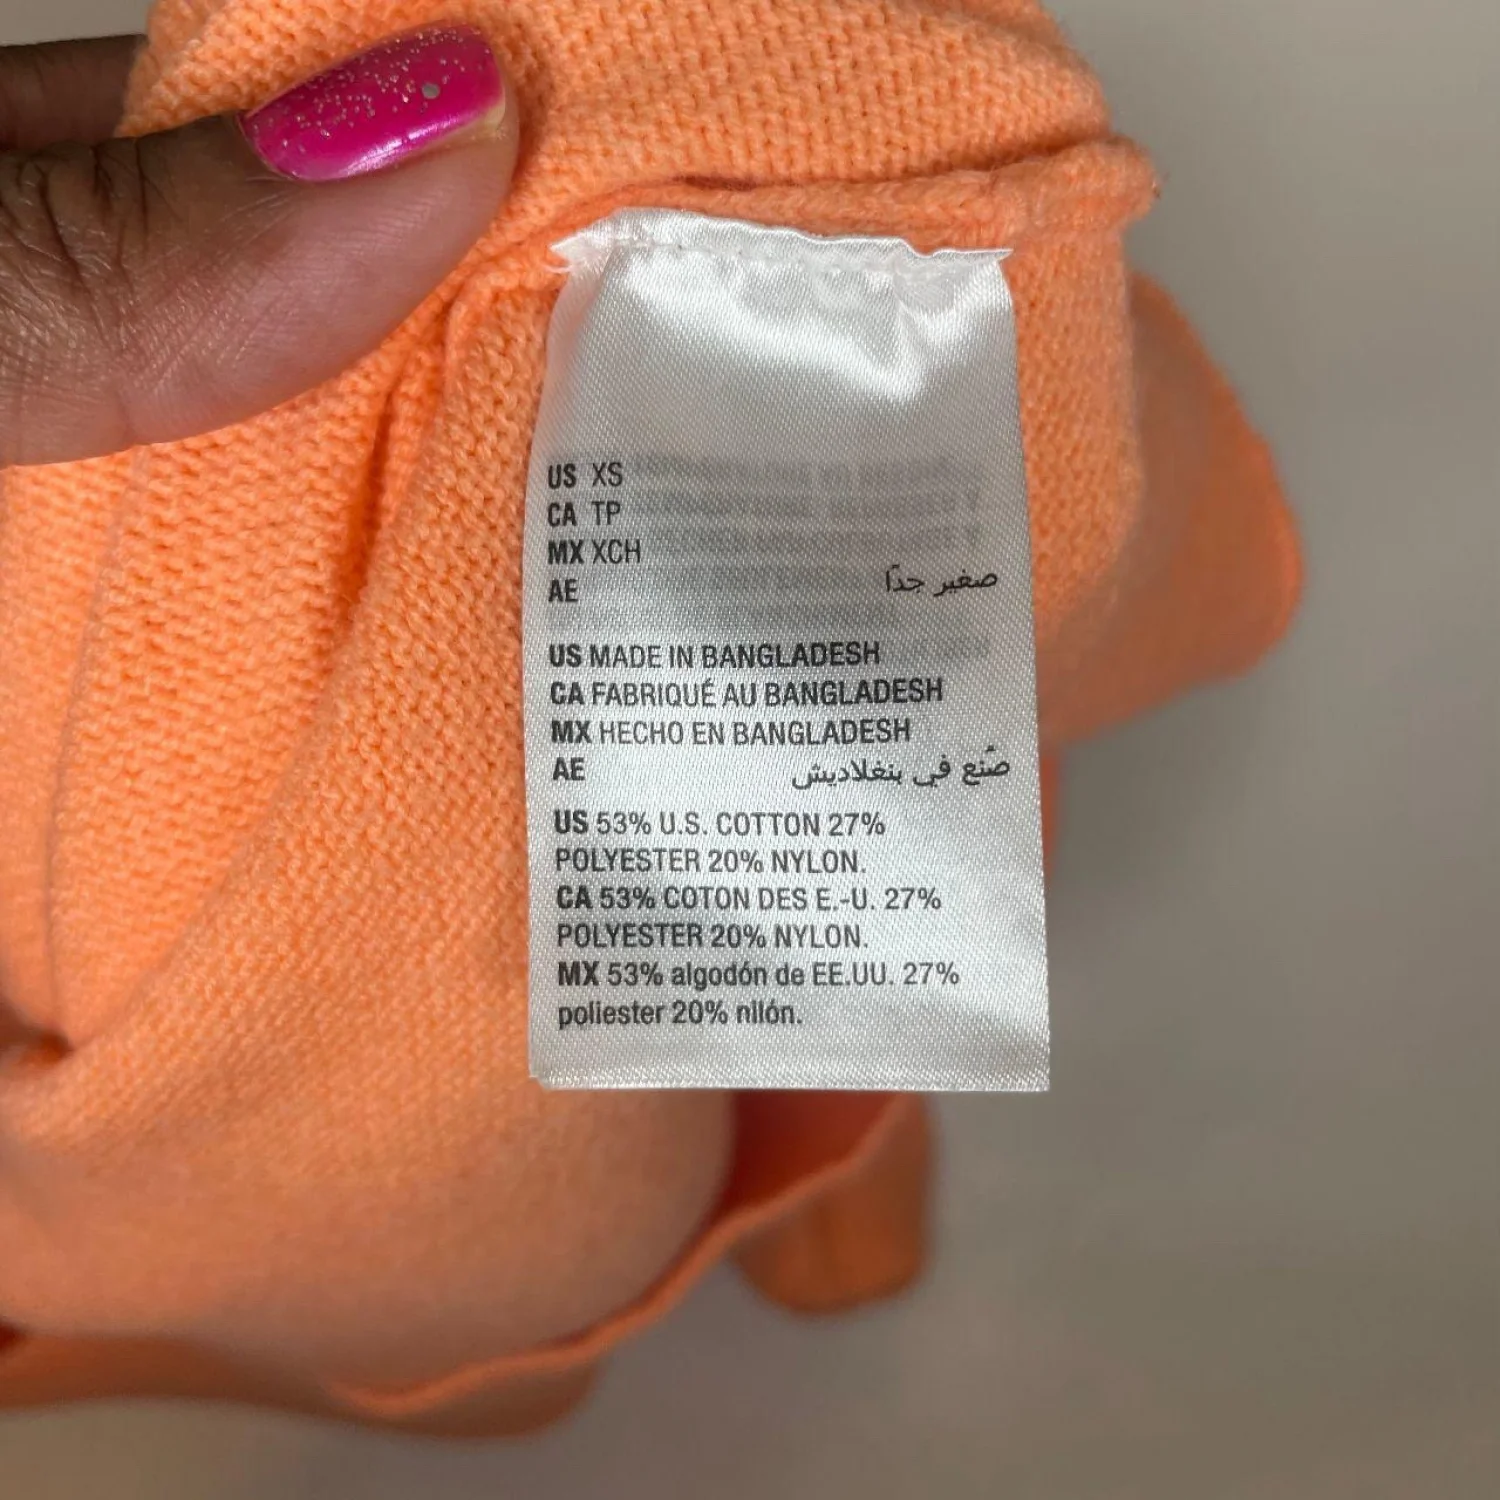 US XS
CA TP
MX XCH
AE صغير جدًا
US MADE IN BANGLADESH
CA FABRIQUÉ AU BANGLADESH
MX HECHO EN BANGLADESH
AE صُنع في بنغلاديش
US 53% U.S. COTTON 27%
POLYESTER 20% NYLON.
CA 53% COTON DES E.-U. 27%
POLYESTER 20% NYLON.
MX 53% algodón de EE.UU. 27%
poliester 20% nilón.